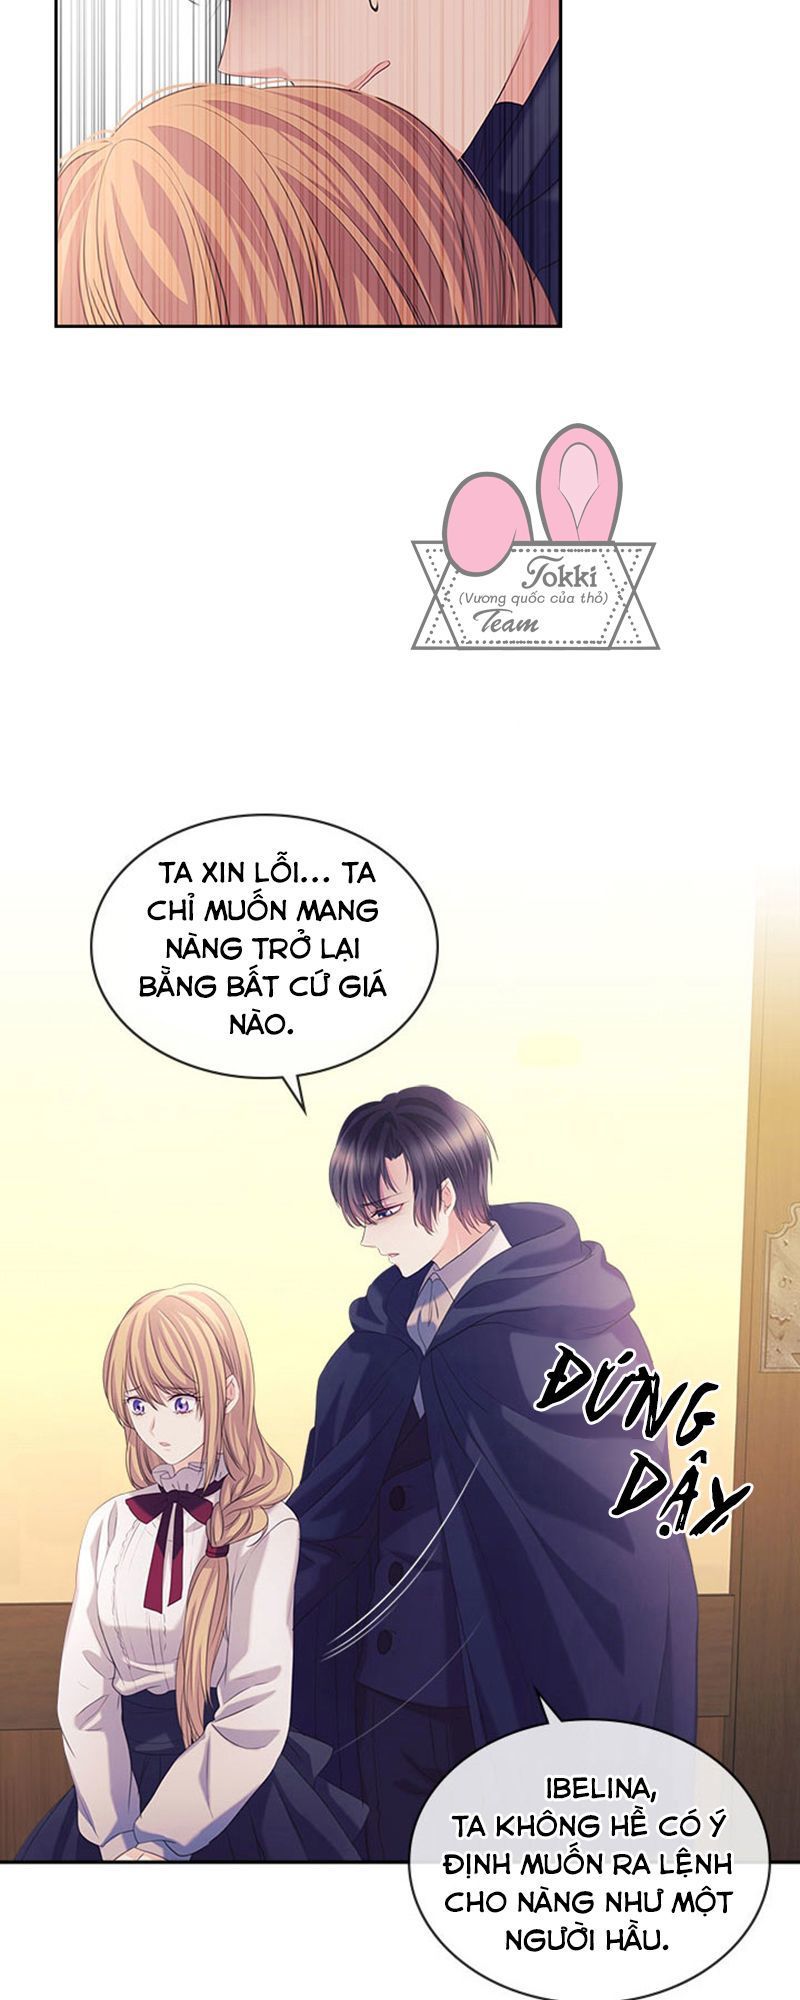 Tokki
(Vương quốc của thỏ)
Team
TA XIN LỖI... TA
CHỈ MUỐN MANG
NÀNG TRỞ LẠI
BẰNG BẤT CỨ GIÁ
NÀO.
ĐỨNG
DẬY
IBELINA,
TA KHÔNG HỀ CÓ Ý
ĐỊNH MUỐN RA LỆNH
CHO NÀNG NHƯ MỘT
NGƯỜI HẦU.